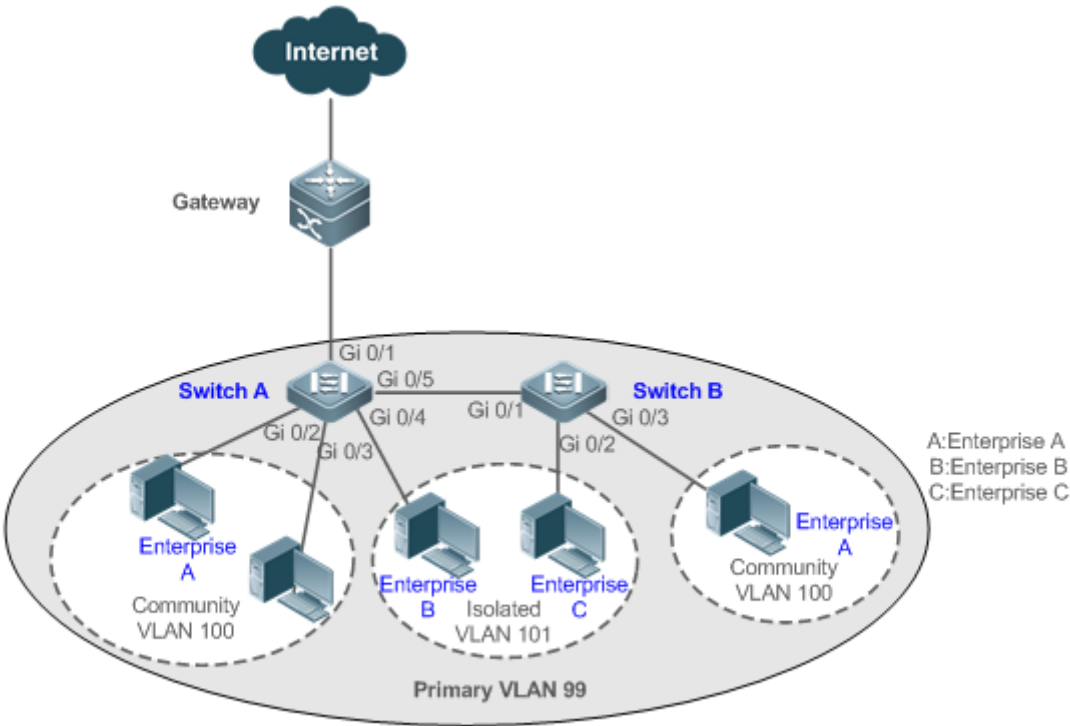 Internet
Gateway
Gi 0/1
Switch A
Gi 0/5
Switch B
Gi 0/4
Gi 0/1
Gi 0/3
Gi 0/2
Gi 0/3
Gi 0/2
A:Enterprise A
B:Enterprise B
C:Enterprise C
Enterprise
A
Community
VLAN 100
Enterprise
B
Isolated
VLAN 101
Enterprise
C
Enterprise
A
Community
VLAN 100
Primary VLAN 99